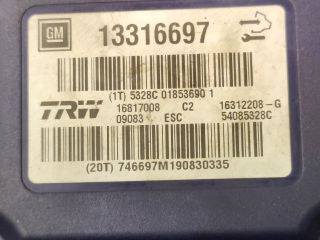 GM 13316697
(1T) 5328C 01853690 1
TRW 16817008 C2 16312208-G
09083 ESC 54085328C
(20T) 746697M190830335